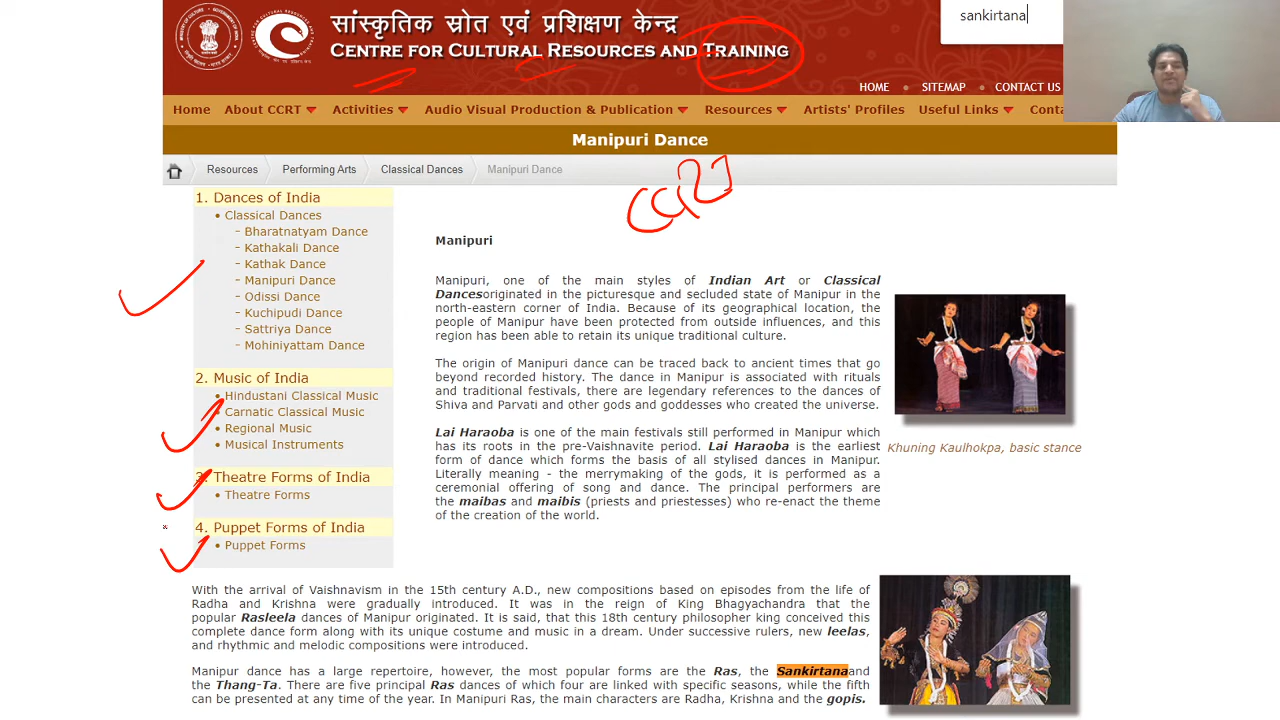 सांस्कृतिक स्रोत एवं प्रशिक्षण केन्द्र
CENTRE FOR CULTURAL RESOURCES AND TRAINING
sankirtana
HOME SITEMAP CONTACT US
Home About CCRT Activities Audio Visual Production & Publication Resources Artists' Profiles Useful Links Conta
Manipuri Dance
Resources Performing Arts Classical Dances Manipuri Dance
CCRT
1. Dances of India
• Classical Dances
- Bharatnatyam Dance
- Kathakali Dance
- Kathak Dance
- Manipuri Dance
- Odissi Dance
- Kuchipudi Dance
- Sattriya Dance
- Mohiniyattam Dance
2. Music of India
• Hindustani Classical Music
• Carnatic Classical Music
• Regional Music
• Musical Instruments
3. Theatre Forms of India
• Theatre Forms
4. Puppet Forms of India
• Puppet Forms
Manipuri
Manipuri, one of the main styles of Indian Art or Classical
Dancesoriginated in the picturesque and secluded state of Manipur in the
north-eastern corner of India. Because of its geographical location, the
people of Manipur have been protected from outside influences, and this
region has been able to retain its unique traditional culture.
The origin of Manipuri dance can be traced back to ancient times that go
beyond recorded history. The dance in Manipur is associated with rituals
and traditional festivals, there are legendary references to the dances of
Shiva and Parvati and other gods and goddesses who created the universe.
Lai Haraoba is one of the main festivals still performed in Manipur which
has its roots in the pre-Vaishnavite period. Lai Haraoba is the earliest
form of dance which forms the basis of all stylised dances in Manipur.
Literally meaning - the merrymaking of the gods, it is performed as a
ceremonial offering of song and dance. The principal performers are
the maibas and maibis (priests and priestesses) who re-enact the theme
of the creation of the world.
Khuning Kaulhokpa, basic stance
With the arrival of Vaishnavism in the 15th century A.D., new compositions based on episodes from the life of
Radha and Krishna were gradually introduced. It was in the reign of King Bhagyachandra that the
popular Rasleela dances of Manipur originated. It is said, that this 18th century philosopher king conceived this
complete dance form along with its unique costume and music in a dream. Under successive rulers, new leelas,
and rhythmic and melodic compositions were introduced.
Manipur dance has a large repertoire, however, the most popular forms are the Ras, the Sankirtanaand
the Thang-Ta. There are five principal Ras dances of which four are linked with specific seasons, while the fifth
can be presented at any time of the year. In Manipuri Ras, the main characters are Radha, Krishna and the gopis.